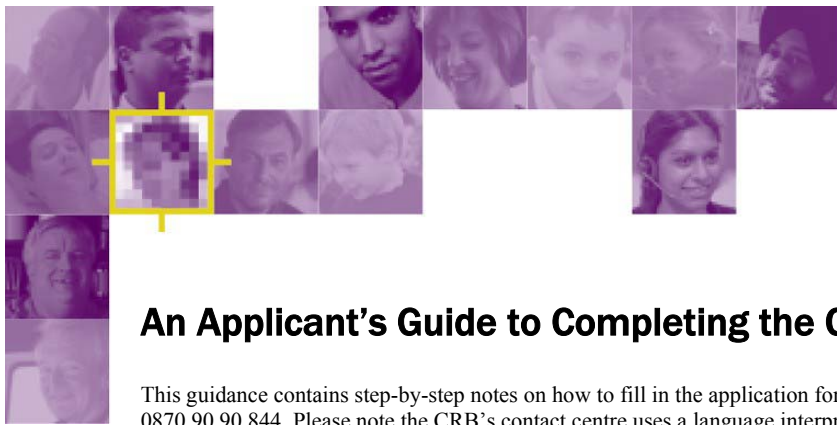 An Applicant's Guide to Completing the
This guidance contains step-by-step notes on how to fill in the application
0870 90 90 844. Please note the CRB's contact centre uses a language